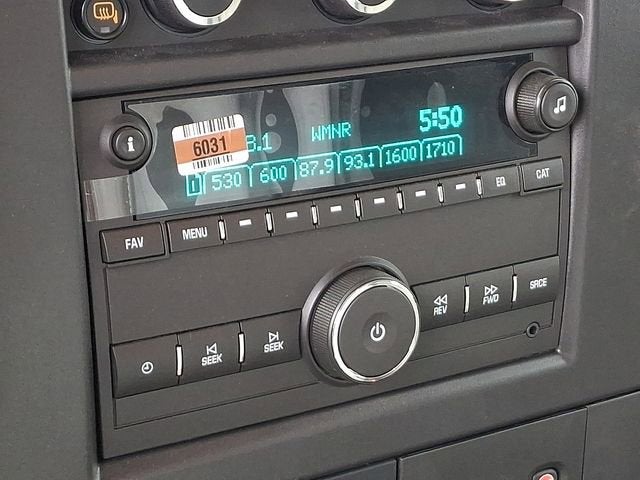 6031
3.1
WMNR
5:50
1 530 600 87.9 93.1 1600 1710
i
FAV
MENU
EQ
CAT
SEEK
SEEK
REV
FWD
SRCE